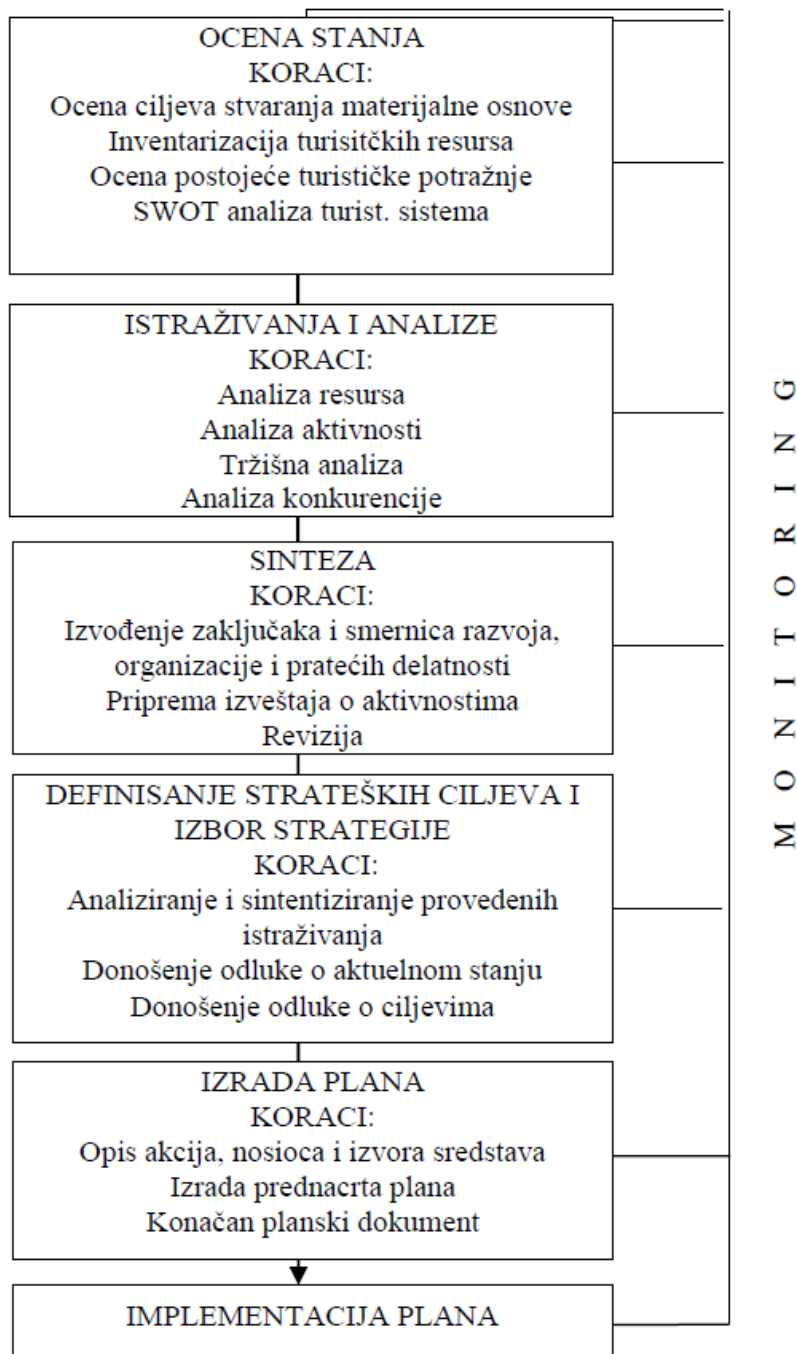 OCENA STANJA
KORACI:
Ocena ciljeva stvaranja materijalne osnove
Inventarizacija turisitčkih resursa
Ocena postojeće turističke potražnje
SWOT analiza turist. sistema
ISTRAŽIVANJA I ANALIZE
KORACI:
Analiza resursa
Analiza aktivnosti
Tržišna analiza
Analiza konkurencije
SINTEZA
KORACI:
Izvođenje zaključaka i smernica razvoja,
organizacije i pratećih delatnosti
Priprema izveštaja o aktivnostima
Revizija
DEFINISANJE STRATEŠKIH CILJEVA I
IZBOR STRATEGIJE
KORACI:
Analiziranje i sintentiziranje provedenih
istraživanja
Donošenje odluke o aktuelnom stanju
Donošenje odluke o ciljevima
IZRADA PLANA
KORACI:
Opis akcija, nosioca i izvora sredstava
Izrada prednacrta plana
Konačan planski dokument
IMPLEMENTACIJA PLANA
M O N I T O R I N G